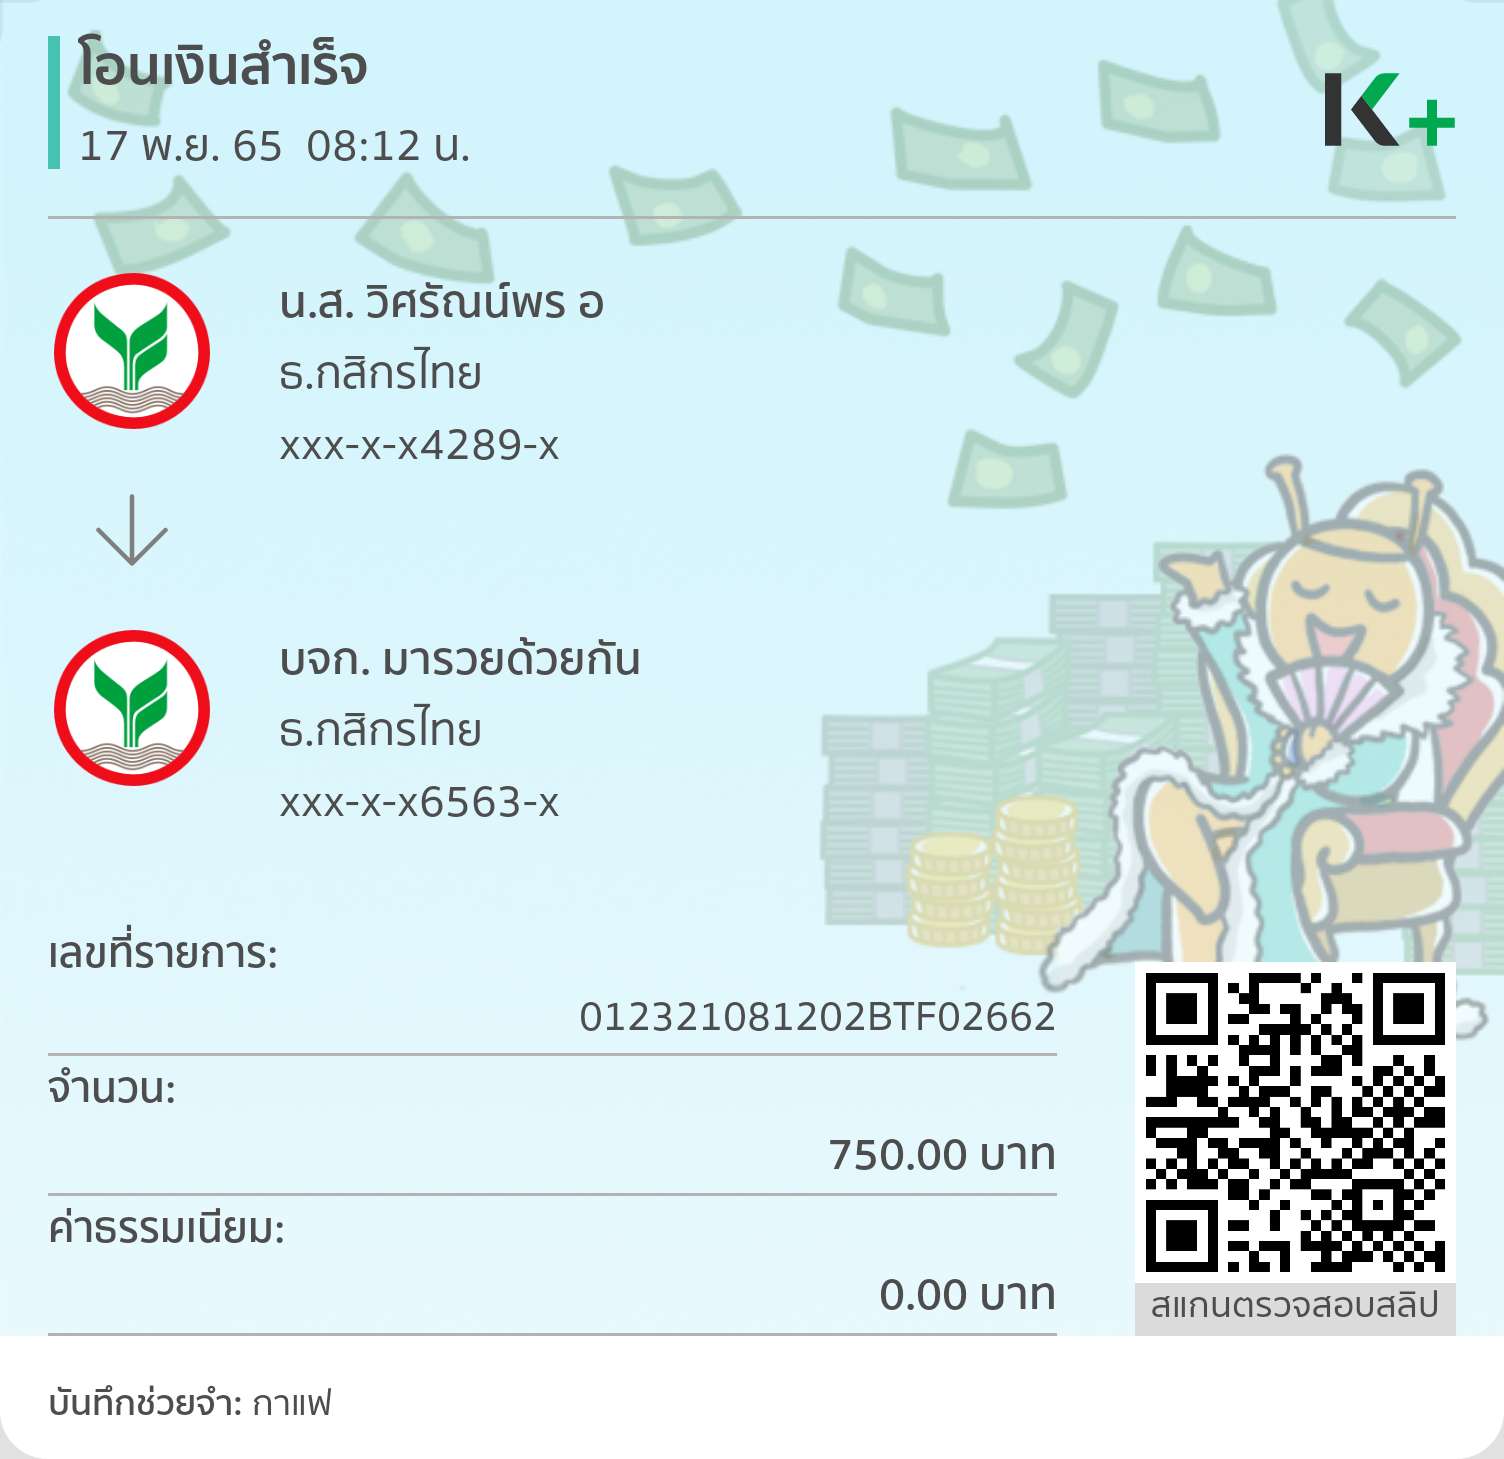 โอนเงินสำเร็จ
17 พ.ย. 65  08:12 น.
K+
น.ส. วิศรัณน์พร อ
ธ.กสิกรไทย
xxx-x-x4289-x
บจก. มารวยด้วยกัน
ธ.กสิกรไทย
xxx-x-x6563-x
เลขที่รายการ:
012321081202BTF02662
จำนวน:
750.00 บาท
ค่าธรรมเนียม:
0.00 บาท
สแกนตรวจสอบสลิป
บันทึกช่วยจำ: กาแฟ